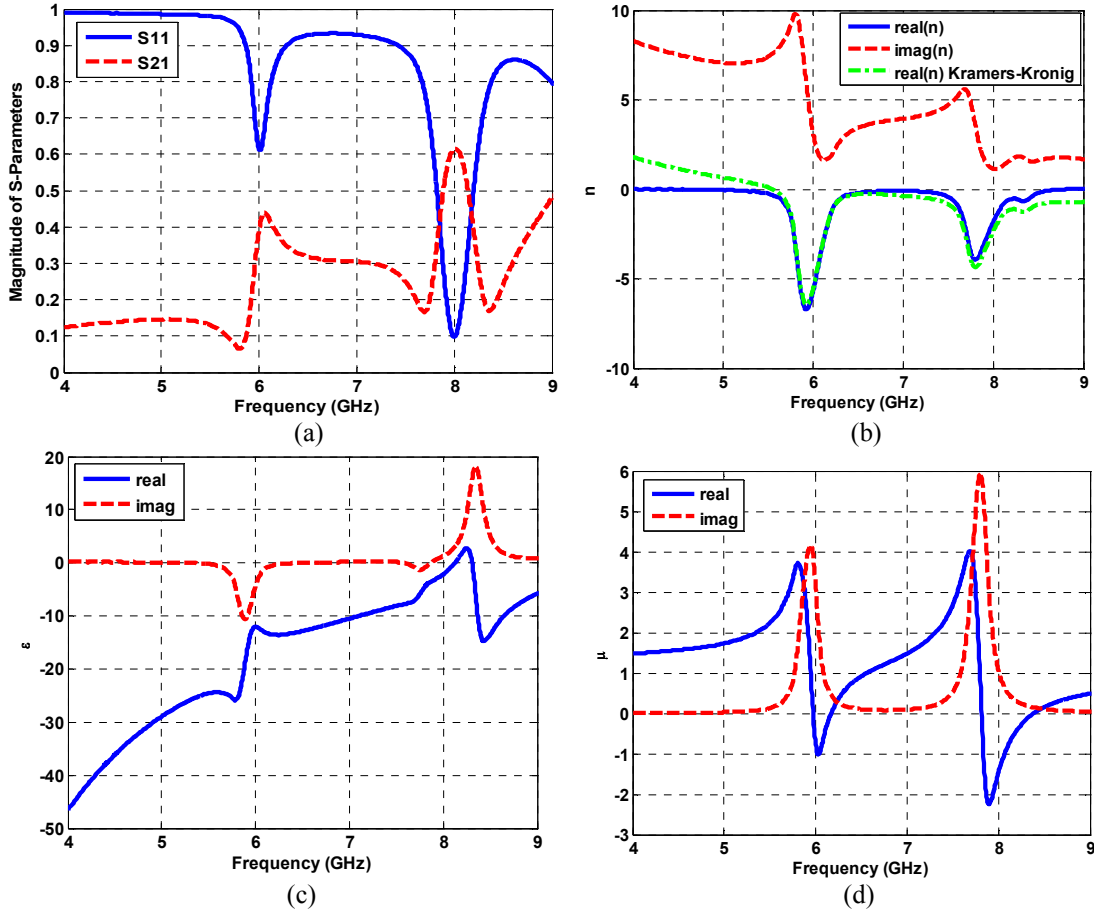 1
0.9
0.8
0.7
0.6
0.5
0.4
0.3
0.2
0.1
0
Magnitude of S-Parameters
S11
S21
4 5 6 7 8 9
Frequency (GHz)
(a)
10
5
0
-5
-10
n
real(n)
imag(n)
real(n) Kramers-Kronig
4 5 6 7 8 9
Frequency (GHz)
(b)
20
10
0
-10
-20
-30
-40
-50
ε
real
imag
4 5 6 7 8 9
Frequency (GHz)
(c)
6
5
4
3
2
1
0
-1
-2
-3
μ
real
imag
4 5 6 7 8 9
Frequency (GHz)
(d)